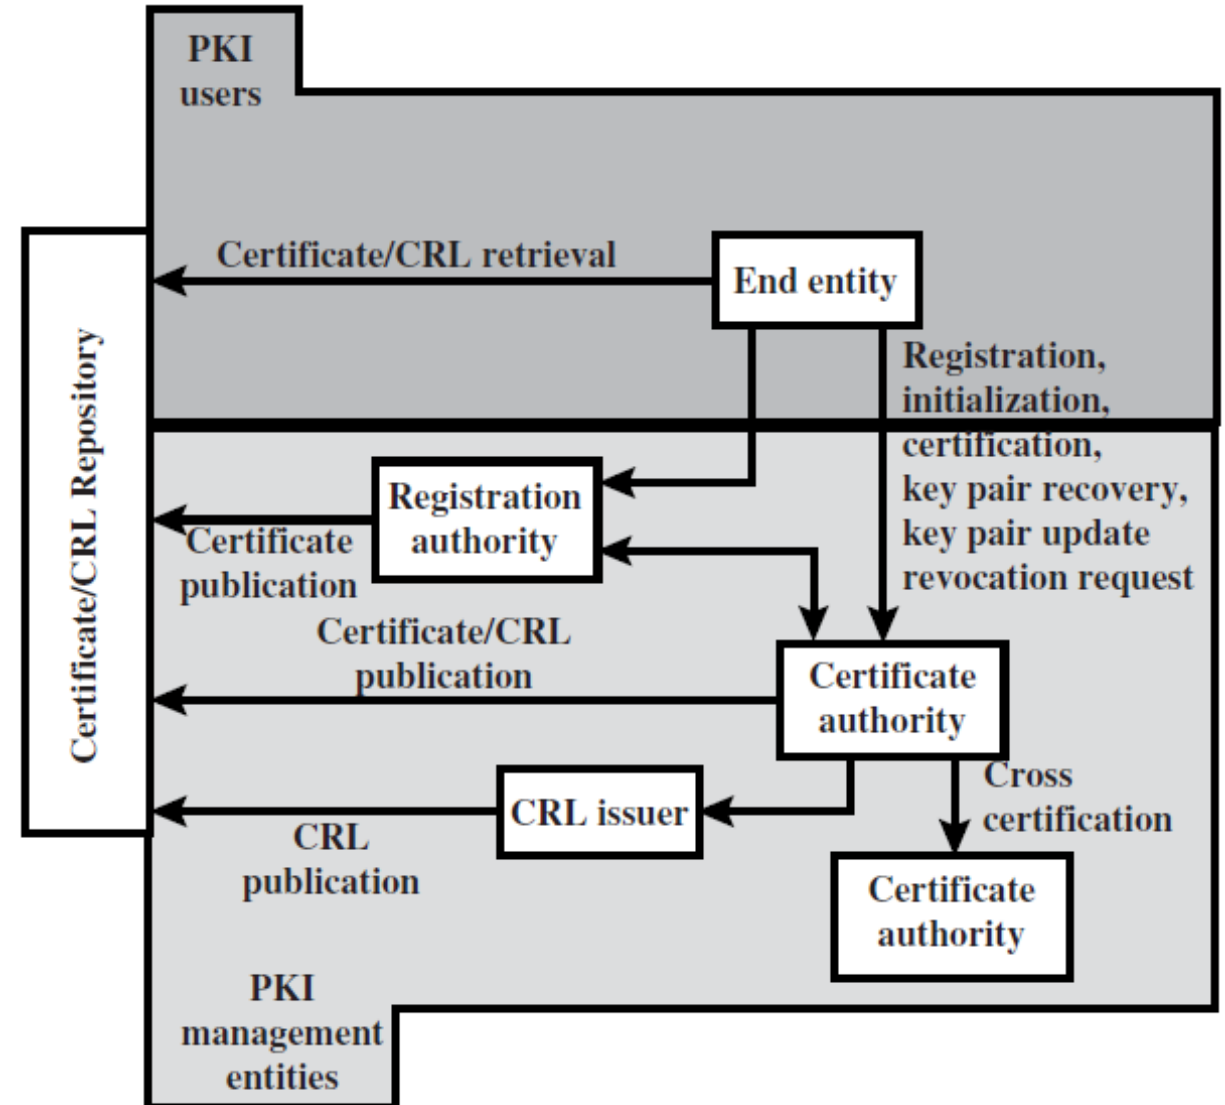 PKI
users
Certificate/CRL retrieval
End entity
Certificate/CRL Repository
Registration,
initialization,
certification,
key pair recovery,
key pair update
revocation request
Registration
authority
Certificate
publication
Certificate/CRL
publication
Certificate
authority
CRL issuer
CRL
publication
Cross
certification
Certificate
authority
PKI
management
entities